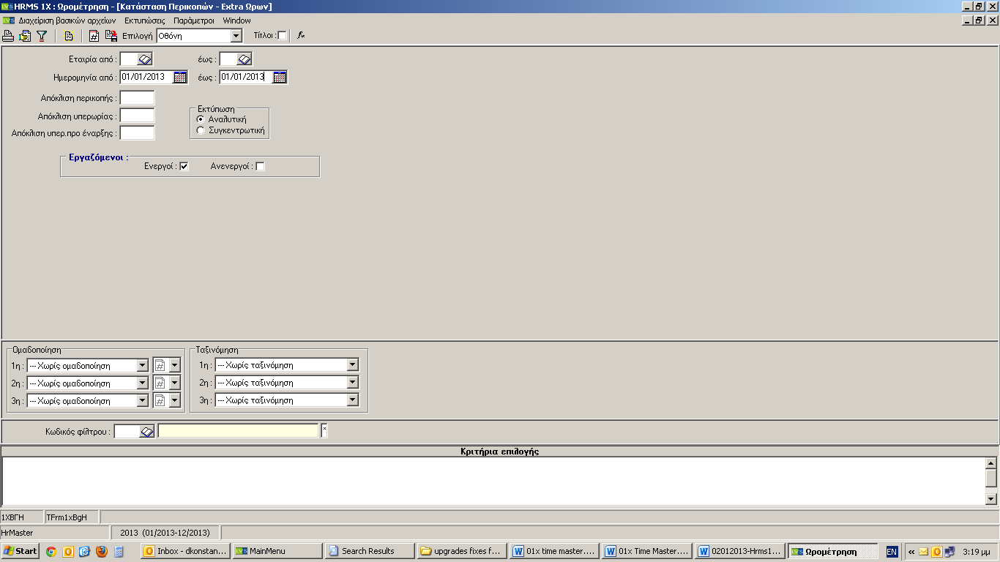 HRMS 1X : Ωρομέτρηση - [Κατάσταση Περικοπών - Extra Ωρων]
Διαχείριση βασικών αρχείων Εκτυπώσεις Παράμετροι Window
Επιλογή Οθόνη Τίτλοι :
Εταιρία από : έως :
Ημερομηνία από : 01/01/2013 έως : 01/01/2013
Απόκλιση περικοπής :
Απόκλιση υπερωρίας :
Απόκλιση υπερ.προ έναρξης :
Εκτύπωση
Αναλυτική
Συγκεντρωτική
Εργαζόμενοι :
Ενεργοί : Ανενεργοί :
Ομαδοποίηση Ταξινόμηση
1η : --- Χωρίς ομαδοποίηση 1η : --- Χωρίς ταξινόμηση
2η : --- Χωρίς ομαδοποίηση 2η : --- Χωρίς ταξινόμηση
3η : --- Χωρίς ομαδοποίηση 3η : --- Χωρίς ταξινόμηση
Κωδικός φίλτρου :
Κριτήρια επιλογής
1ΧΒΓΗ TFrm1xBgH
HrMaster 2013 (01/2013-12/2013)
Start Inbox - dkonstan... MainMenu Search Results upgrades fixes f... 01x time master.... 01x Time Master.... 02012013-Hrms1... Ωρομέτρηση EN « 3:19 μμ